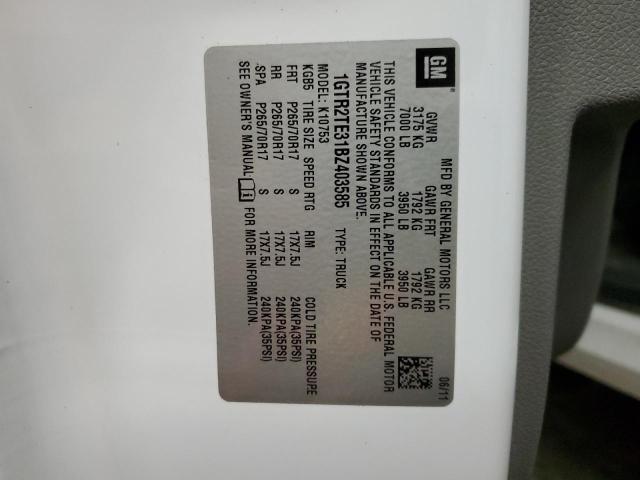 GM
MFD BY GENERAL MOTORS LLC 06/11
GVWR GAWR FRT GAWR RR
3175 KG 1792 KG 1792 KG
7000 LB 3950 LB 3950 LB
THIS VEHICLE CONFORMS TO ALL APPLICABLE U.S. FEDERAL MOTOR
VEHICLE SAFETY STANDARDS IN EFFECT ON THE DATE OF
MANUFACTURE SHOWN ABOVE.
1GTR2TE31BZ403585 TYPE: TRUCK
MODEL: K10753
KGB5 TIRE SIZE SPEED RTG RIM COLD TIRE PRESSURE
FRT P265/70R17 S 17X7.5J 240KPA(35PSI)
RR P265/70R17 S 17X7.5J 240KPA(35PSI)
SPA P265/70R17 S 17X7.5J 240KPA(35PSI)
SEE OWNER'S MANUAL FOR MORE INFORMATION.